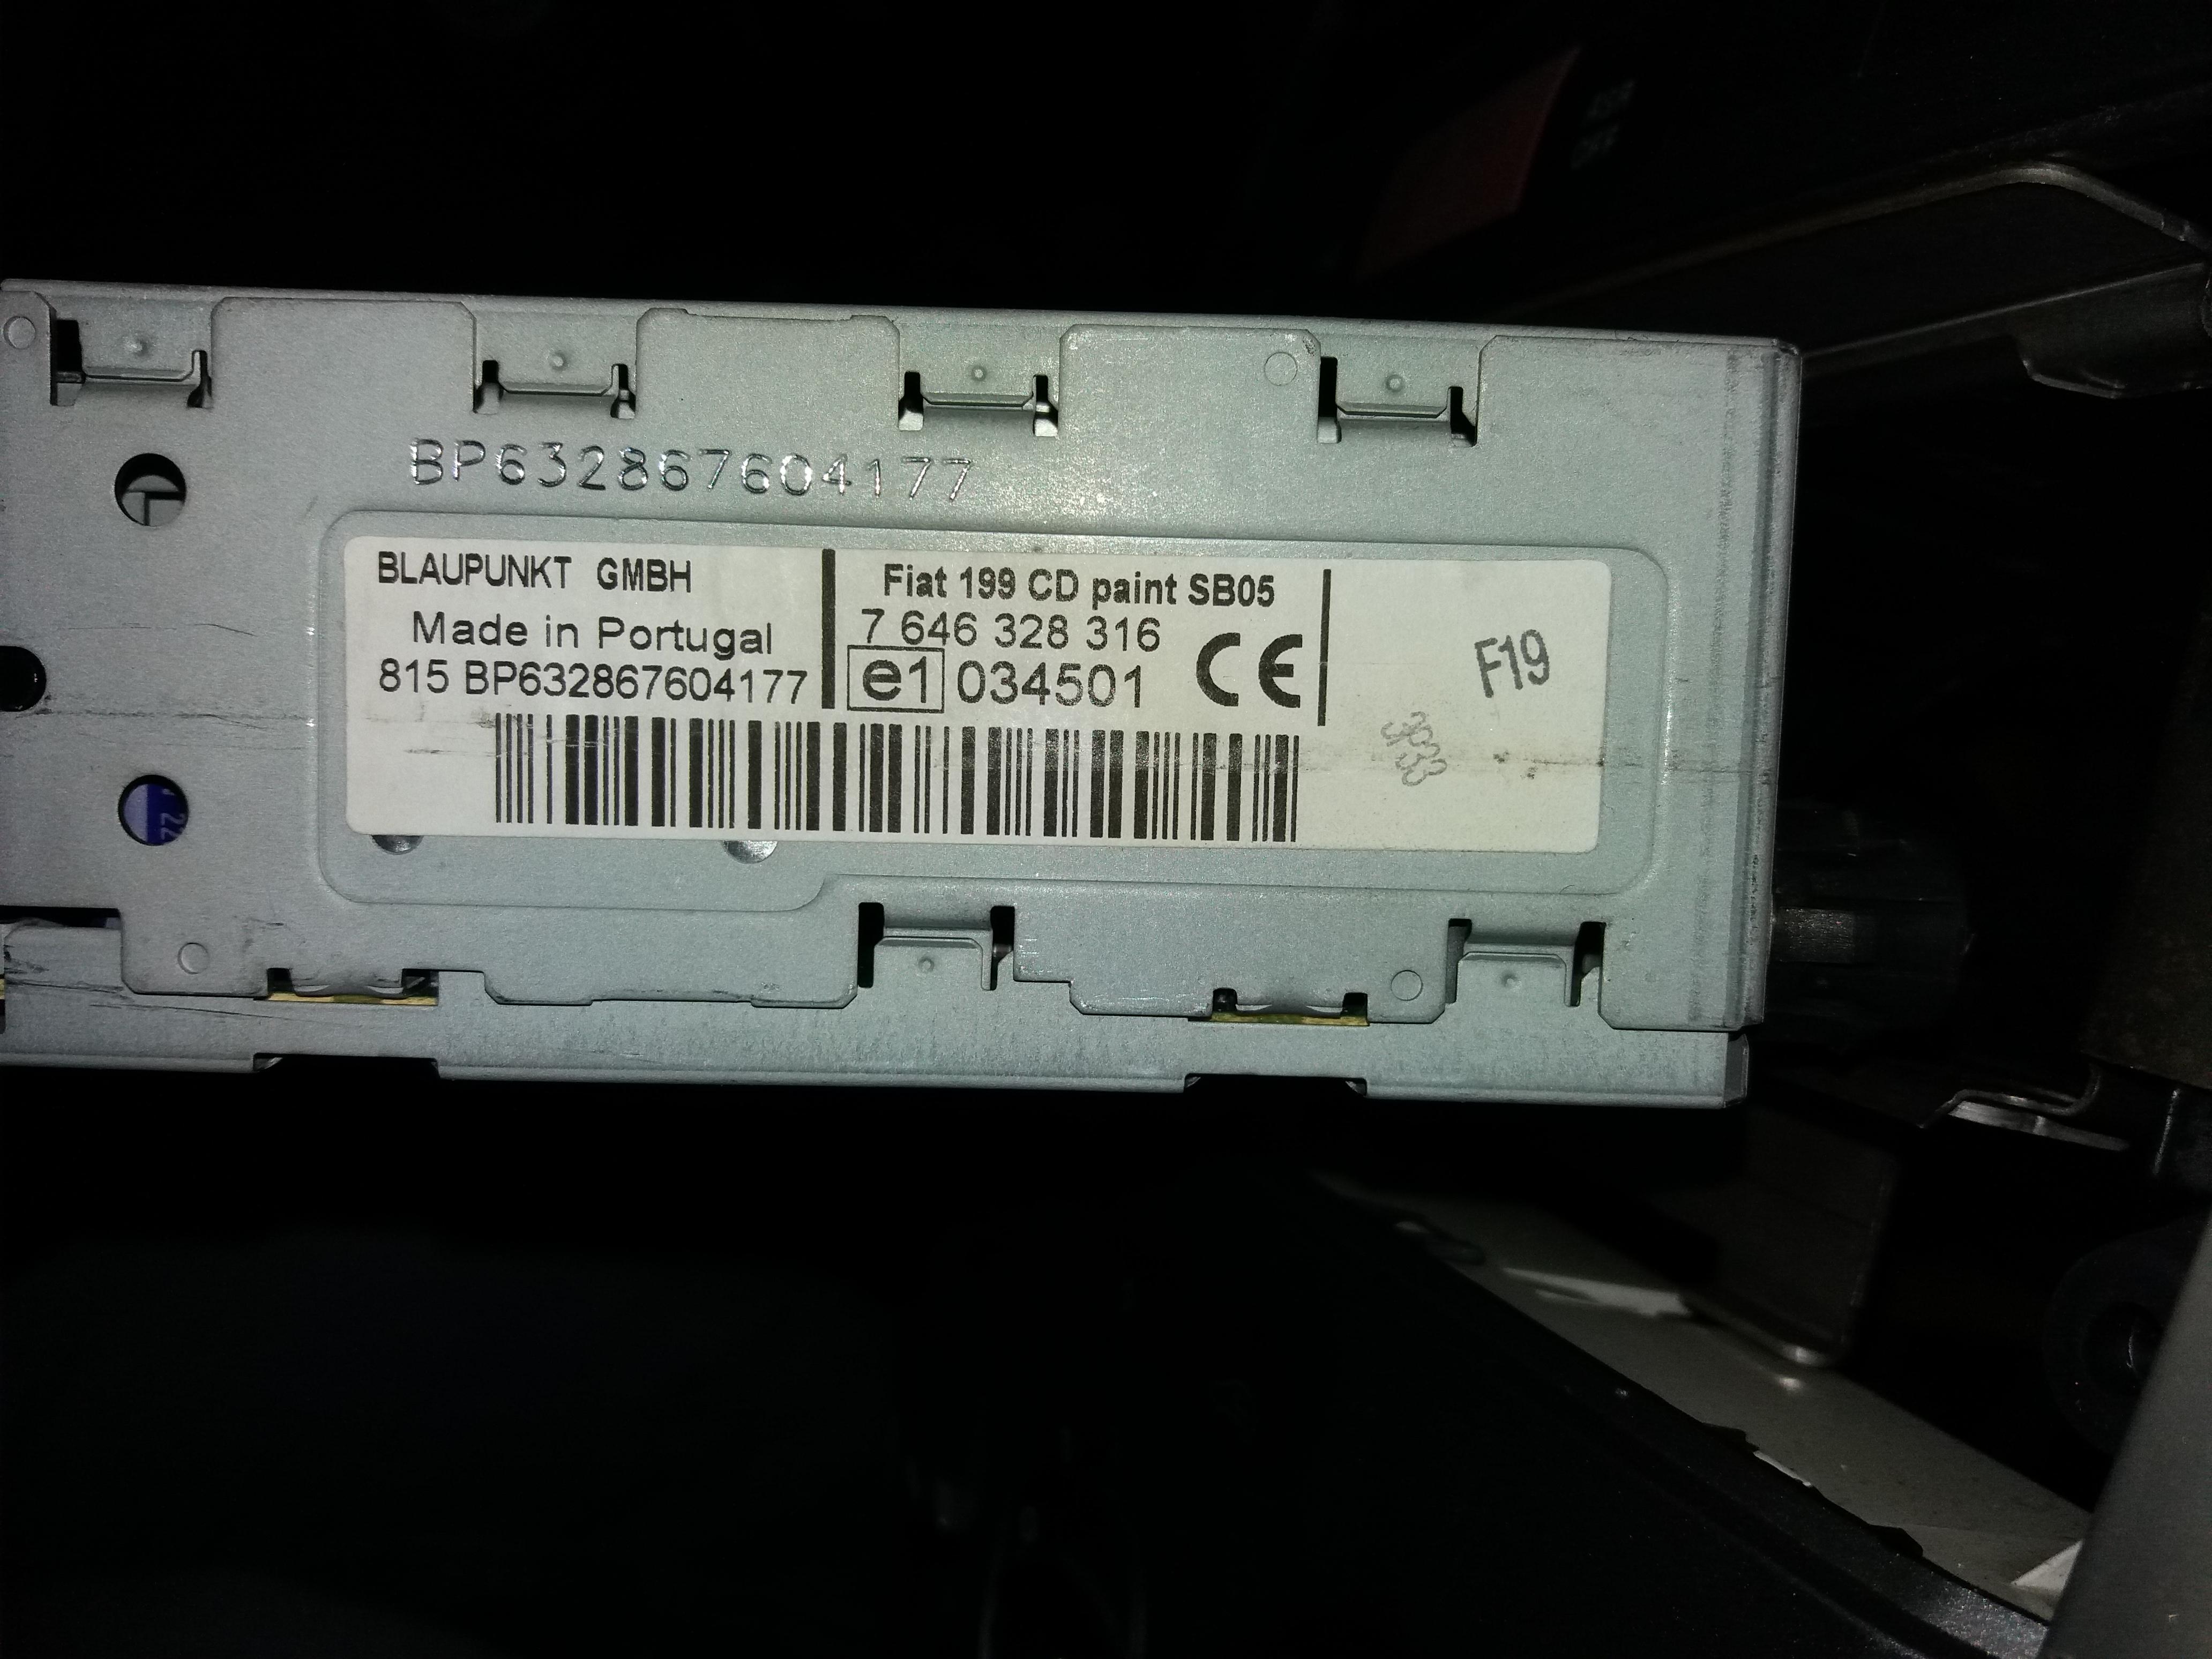 BP632867604177
BLAUPUNKT GMBH
Made in Portugal
815 BP632867604177
Fiat 199 CD paint SB05
7 646 328 316
e1 034501 CE
F19
3P33